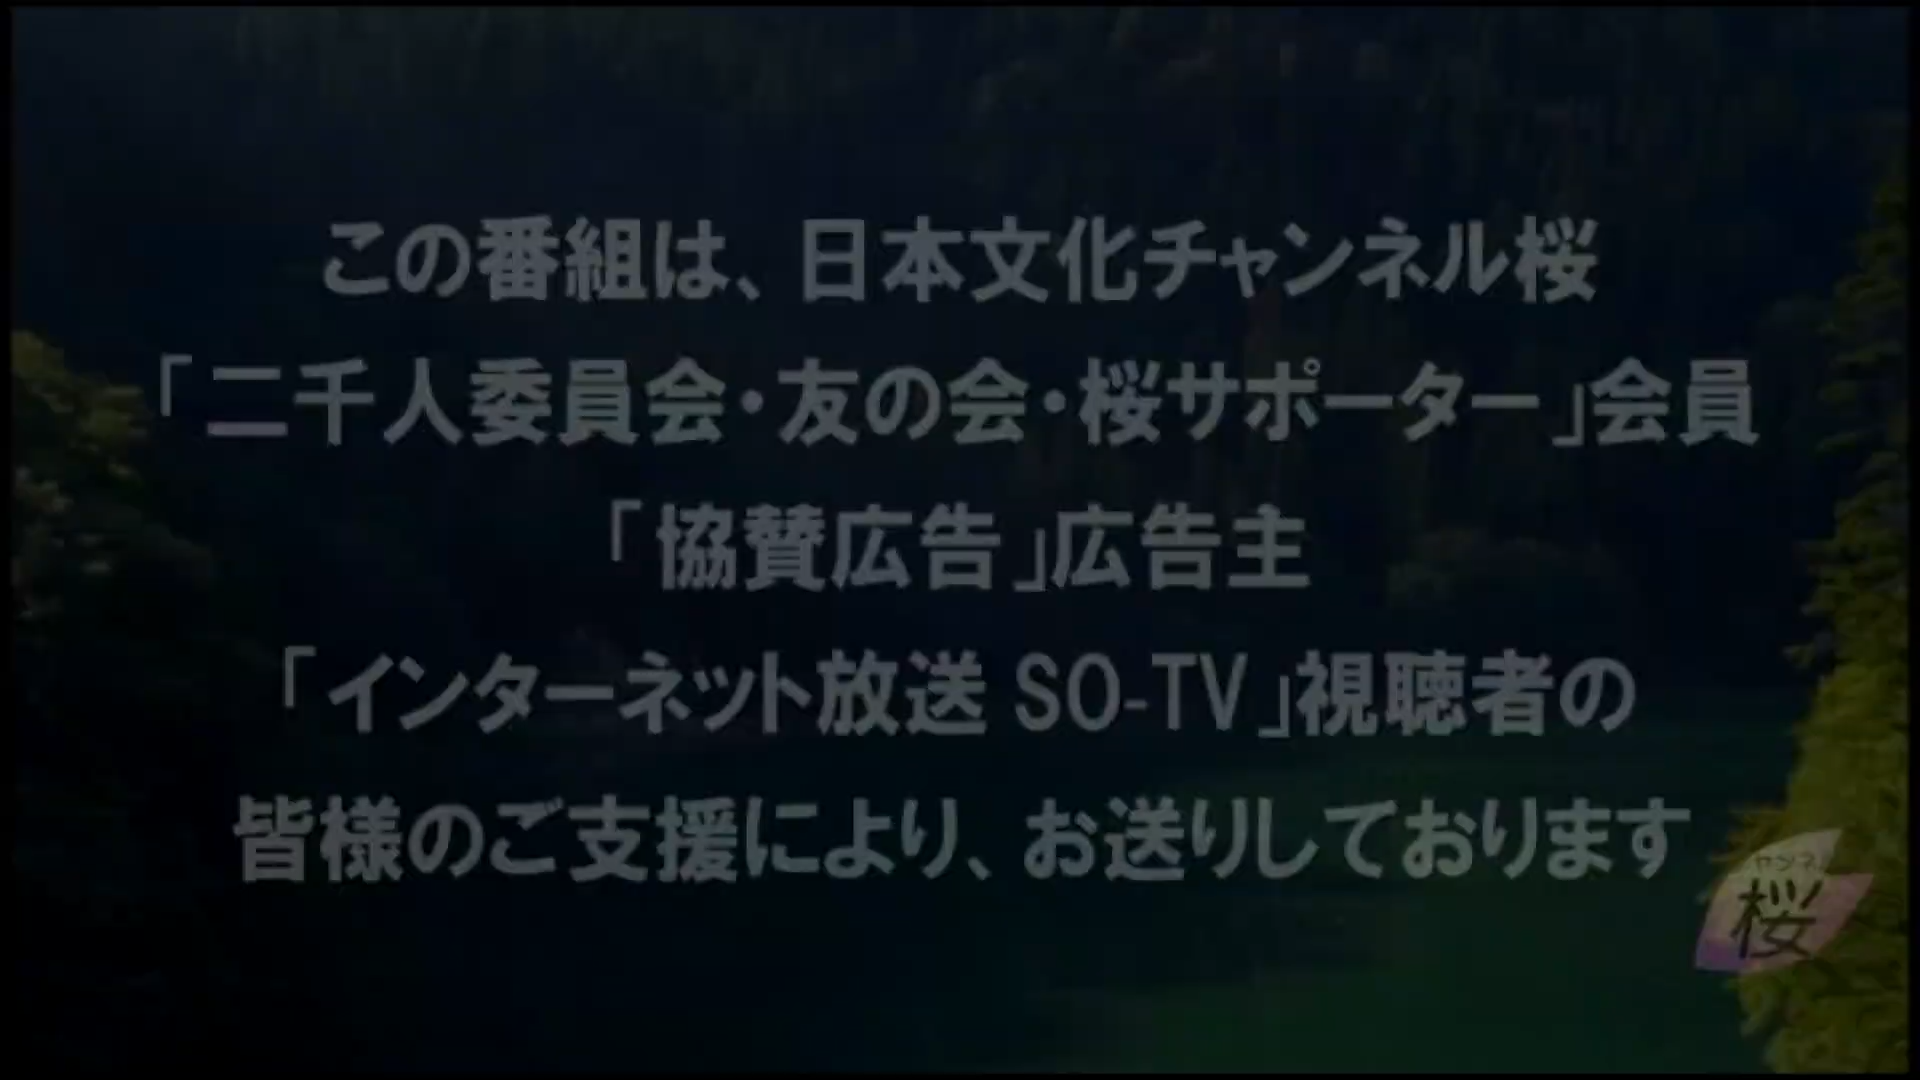 この番組は、日本文化チャンネル桜
「二千人委員会・友の会・桜サポーター」会員
「協賛広告」広告主
「インターネット放送 SO-TV」視聴者の
皆様のご支援により、お送りしております
桜